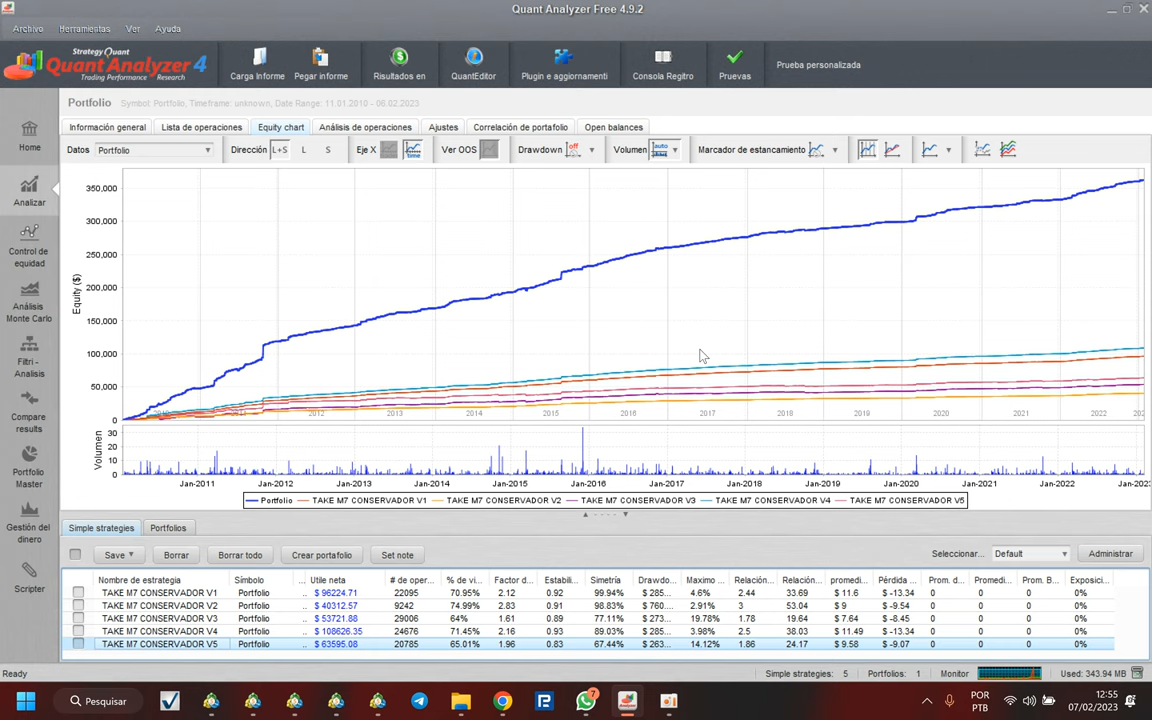 Quant Analyzer Free 4.9.2
Archivo Herramientas Ver Ayuda
StrategyQuant
QuantAnalyzer 4
Trading Performance Research
Carga Informe Pegar informe Risultados en QuantEditor Plugin e aggiornamenti Consola Regitro Pruevas Prueba personalizada
Portfolio Symbol: Portfolio, Timeframe: unknown, Date Range: 11.01.2010 - 06.02.2023
Información general Lista de operaciones Equity chart Análisis de operaciones Ajustes Correlación de portafolio Open balances
Datos Portfolio Dirección L+S L S Eje X time Ver OOS Drawdown off Volumen auto Marcador de estancamiento
Home
Analizar
Control de equidad
Análisis Monte Carlo
Filtri - Analisis
Compare results
Portfolio Master
Gestión del dinero
Scripter
Equity ($)
350,000
300,000
250,000
200,000
150,000
100,000
50,000
0
2012 2013 2014 2015 2016 2017 2018 2019 2020 2021 2022
Volumen
30
20
10
0
Jan-2011 Jan-2012 Jan-2013 Jan-2014 Jan-2015 Jan-2016 Jan-2017 Jan-2018 Jan-2019 Jan-2020 Jan-2021 Jan-2022 Jan-202
Portfolio TAKE M7 CONSERVADOR V1 TAKE M7 CONSERVADOR V2 TAKE M7 CONSERVADOR V3 TAKE M7 CONSERVADOR V4 TAKE M7 CONSERVADOR V5
Simple strategies Portfolios
Save Borrar Borrar todo Crear portafolio Set note Seleccionar... Default Administrar
Nombre de estrategia Símbolo ... Utile neta # de oper... % de vi... Factor d... Estabili... Simetría Drawdo... Maximo ... Relación... Relación... promedi... Pérdida ... Prom. d... Promedi... Prom. B... Exposici...
TAKE M7 CONSERVADOR V1 Portfolio .. $ 96224.71 22095 70.95% 2.12 0.92 99.94% $ 285... 4.6% 2.44 33.69 $ 11.6 $ -13.34 0 0 0 0%
TAKE M7 CONSERVADOR V2 Portfolio .. $ 40312.57 9242 74.99% 2.83 0.91 98.83% $ 760... 2.91% 3 53.04 $ 9 $ -9.54 0 0 0 0%
TAKE M7 CONSERVADOR V3 Portfolio .. $ 53721.88 29006 64% 1.61 0.89 77.11% $ 273... 19.78% 1.78 19.64 $ 7.64 $ -8.45 0 0 0 0%
TAKE M7 CONSERVADOR V4 Portfolio .. $ 108626.35 24676 71.45% 2.16 0.93 89.03% $ 285... 3.98% 2.5 38.03 $ 11.49 $ -13.34 0 0 0 0%
TAKE M7 CONSERVADOR V5 Portfolio .. $ 63595.08 20785 65.01% 1.96 0.83 67.44% $ 263... 14.12% 1.86 24.17 $ 9.58 $ -9.07 0 0 0 0%
Ready Simple strategies: 5 Portfolios: 1 Monitor Used: 343.94 MB
Pesquisar 7 POR PTB 12:55 07/02/2023